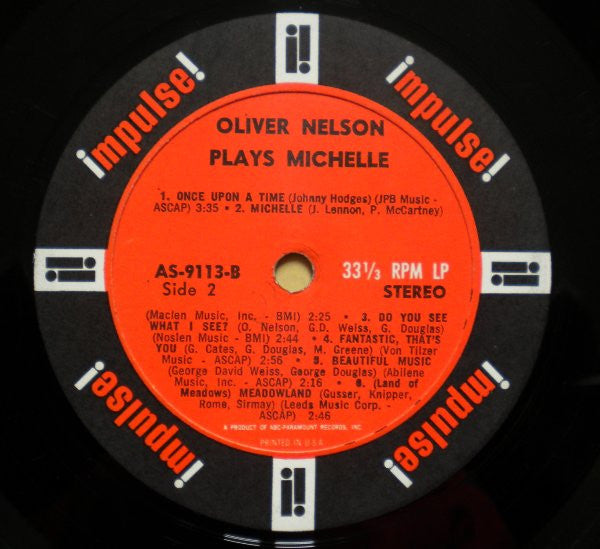 impulse!
impulse!
OLIVER NELSON
PLAYS MICHELLE
1. ONCE UPON A TIME (Johnny Hodges) (JPB Music -
ASCAP) 3:35 • 2. MICHELLE (J. Lennon, P. McCartney)
AS-9113-B
Side 2
33⅓ RPM LP
STEREO
(Maclen Music, Inc. - BMI) 2:25 • 3. DO YOU SEE
WHAT I SEE? (O. Nelson, G.D. Weiss, G. Douglas)
(Noslen Music - BMI) 2:44 • 4. FANTASTIC, THAT'S
YOU (G. Cates, G. Douglas, M. Greene) (Von Tilzer
Music - ASCAP) 2:56 • 5. BEAUTIFUL MUSIC
(George David Weiss, George Douglas) (Abilene
Music, Inc. - ASCAP) 2:16 • 6. (Land of
Meadows) MEADOWLAND (Gusser, Knipper,
Rome, Sirmay) (Leeds Music Corp. -
ASCAP) 2:46
A PRODUCT OF ABC-PARAMOUNT RECORDS, INC.
PRINTED IN U.S.A.
impulse!
impulse!